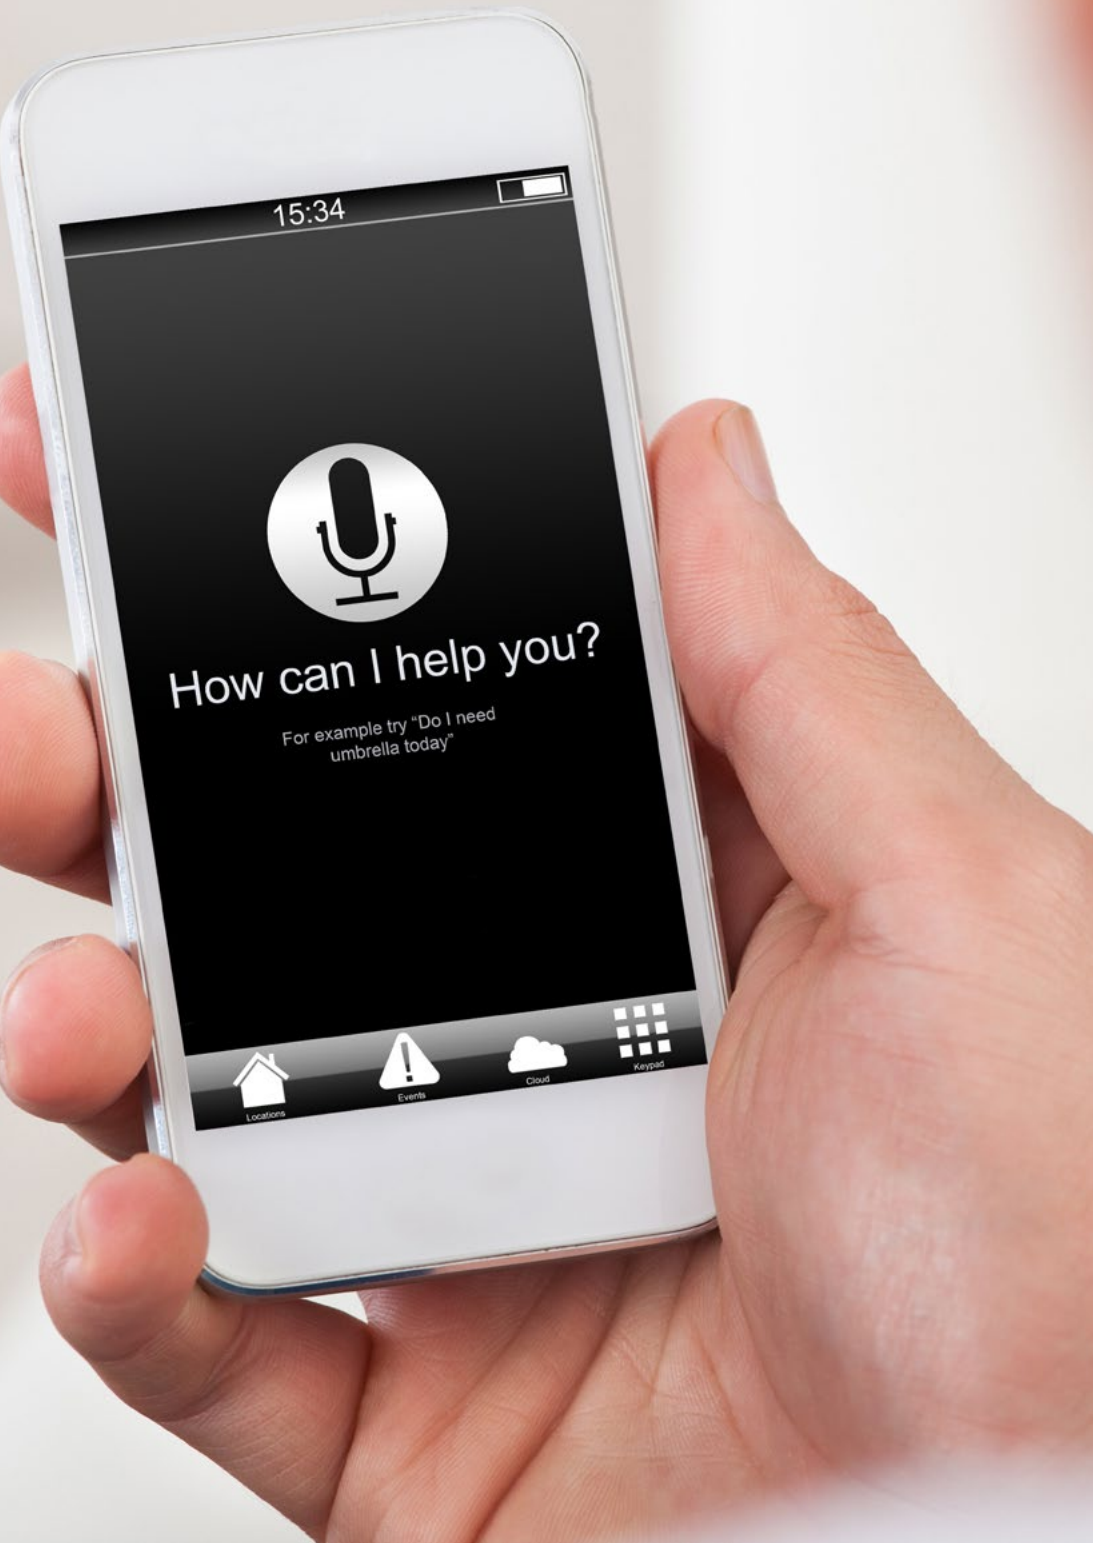 15:34
How can I help you?
For example try “Do I need
umbrella today”
Locations
Events
Cloud
Keypad